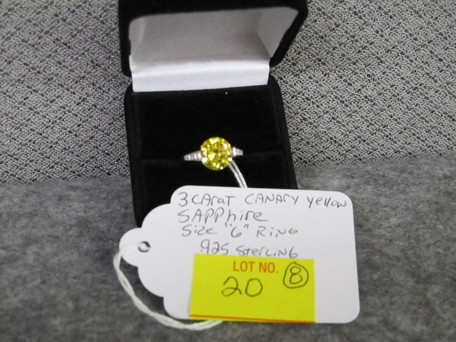 3 CArAT CANAry yellow
SAPPhire
Size "6" RiNG
.925 SterliNG
LOT NO. 8
20